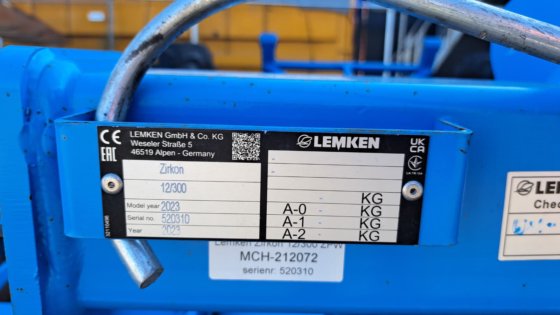 CE
EAC
LEMKEN GmbH & Co. KG
Weseler Straße 5
46519 Alpen - Germany
Zirkon
12/300
Model year 2023
Serial no. 520310
Year 2023
LEMKEN
UK
CA
KG
A-0 - KG
A-1 - KG
A-2 - KG
Lemken Zirkon 12/300 ZPW
MCH-212072
serienr: 520310
LE
Chec